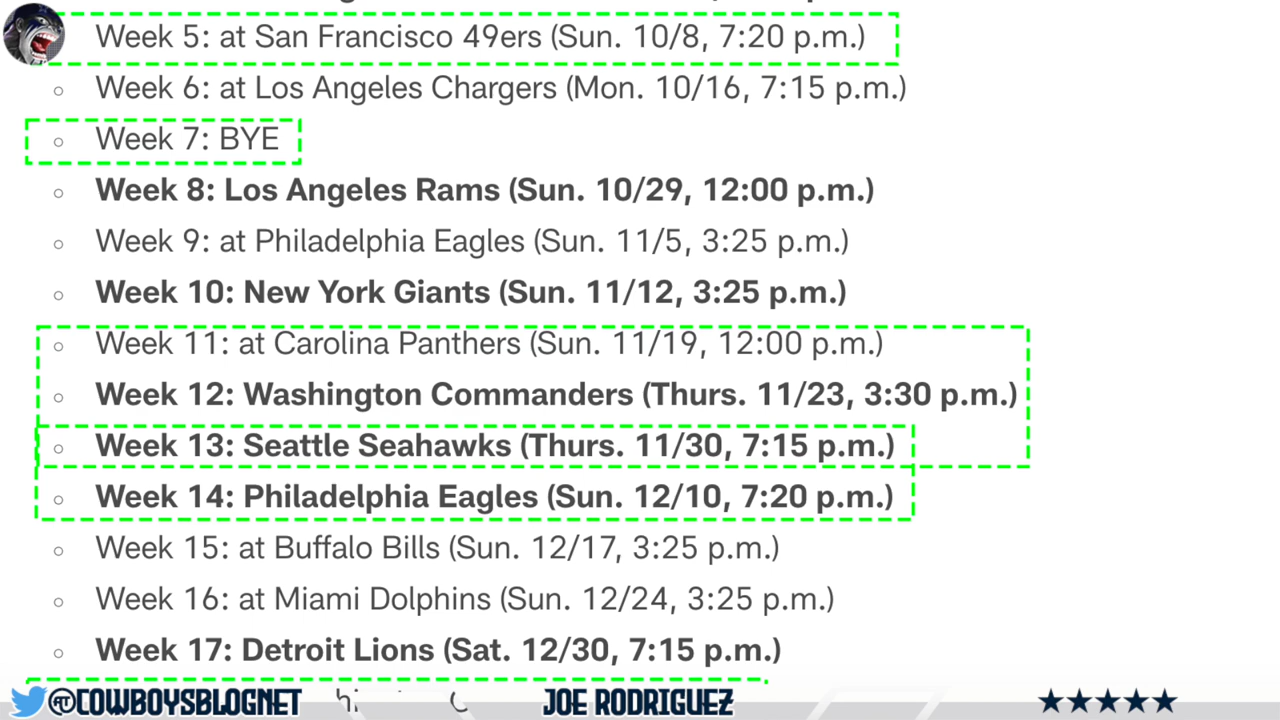 Week 5: at San Francisco 49ers (Sun. 10/8, 7:20 p.m.)
Week 6: at Los Angeles Chargers (Mon. 10/16, 7:15 p.m.)
Week 7: BYE
Week 8: Los Angeles Rams (Sun. 10/29, 12:00 p.m.)
Week 9: at Philadelphia Eagles (Sun. 11/5, 3:25 p.m.)
Week 10: New York Giants (Sun. 11/12, 3:25 p.m.)
Week 11: at Carolina Panthers (Sun. 11/19, 12:00 p.m.)
Week 12: Washington Commanders (Thurs. 11/23, 3:30 p.m.)
Week 13: Seattle Seahawks (Thurs. 11/30, 7:15 p.m.)
Week 14: Philadelphia Eagles (Sun. 12/10, 7:20 p.m.)
Week 15: at Buffalo Bills (Sun. 12/17, 3:25 p.m.)
Week 16: at Miami Dolphins (Sun. 12/24, 3:25 p.m.)
Week 17: Detroit Lions (Sat. 12/30, 7:15 p.m.)
@COWBOYSBLOGNET JOE RODRIGUEZ